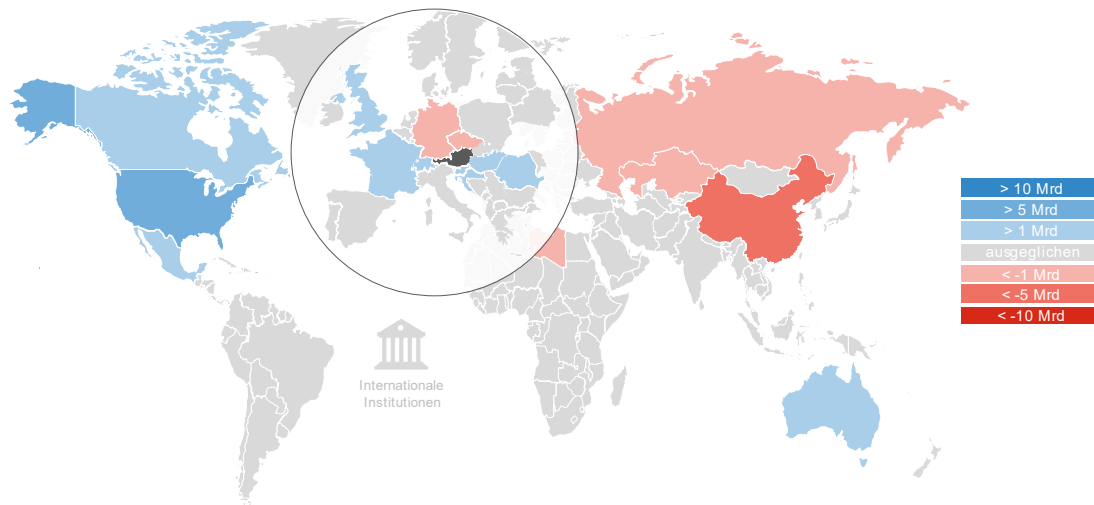 > 10 Mrd
> 5 Mrd
> 1 Mrd
ausgeglichen
< -1 Mrd
< -5 Mrd
< -10 Mrd
Internationale
Institutionen